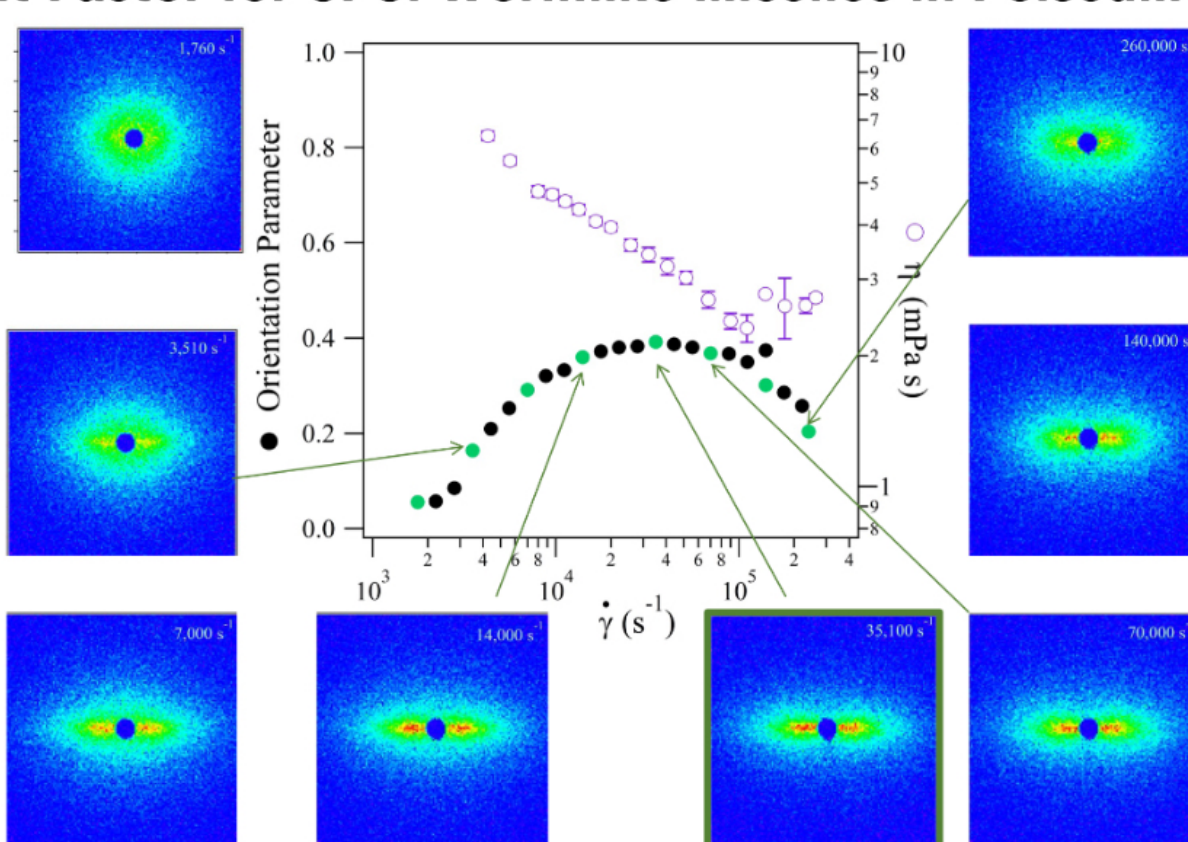 1,760 s⁻¹
3,510 s⁻¹
7,000 s⁻¹
14,000 s⁻¹
35,100 s⁻¹
70,000 s⁻¹
140,000 s⁻¹
260,000 s
Orientation Parameter
1.0
0.8
0.6
0.4
0.2
0.0
10³
2
4
6
8
10⁴
2
4
6
8
10⁵
2
4
γ̇ (s⁻¹)
10
9
8
7
6
5
4
3
2
1
9
8
η (mPa s)